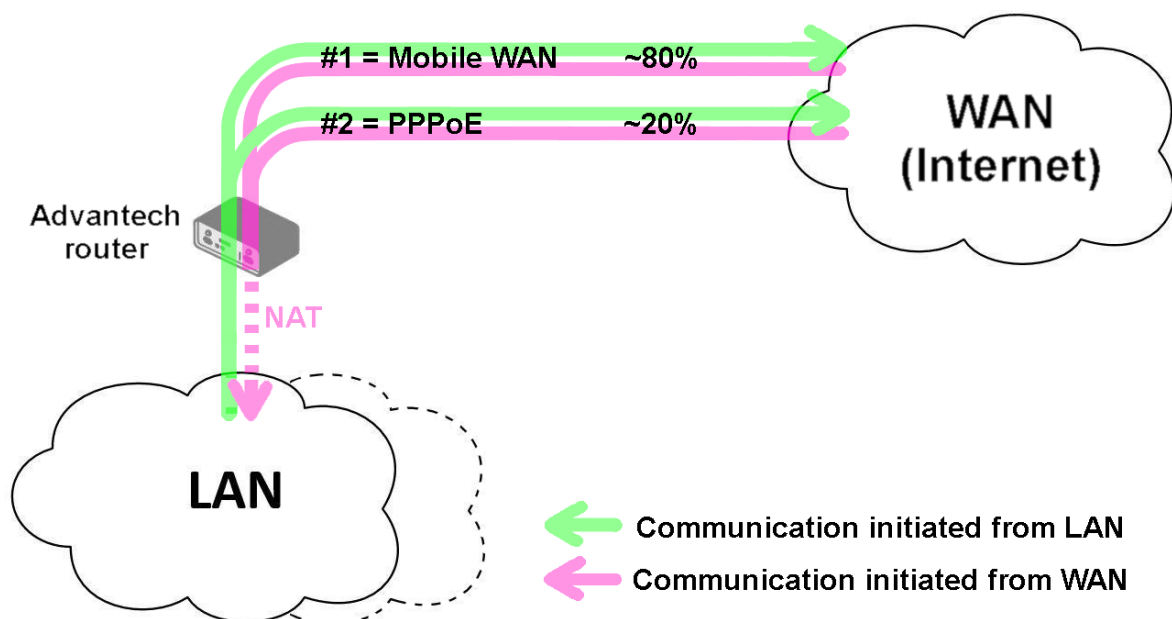 #1 = Mobile WAN ~80%
#2 = PPPoE ~20%
WAN
(Internet)
Advantech
router
NAT
LAN
Communication initiated from LAN
Communication initiated from WAN